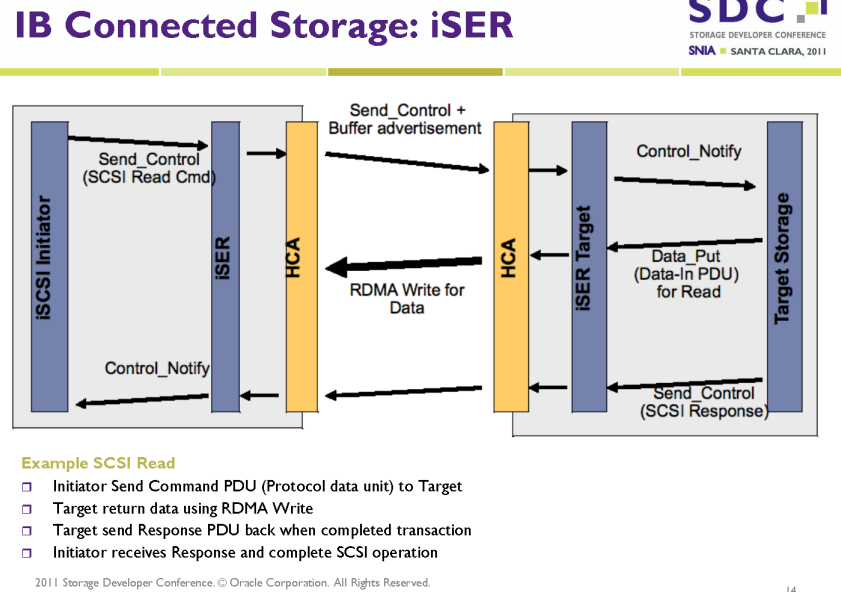 IB Connected Storage: iSER
SDC
STORAGE DEVELOPER CONFERENCE
SNIA SANTA CLARA, 2011
Send_Control +
Buffer advertisement
Send_Control
(SCSI Read Cmd)
Control_Notify
iSCSI Initiator
iSER
HCA
HCA
iSER Target
Target Storage
Data_Put
(Data-In PDU)
for Read
RDMA Write for
Data
Control_Notify
Send_Control
(SCSI Response)
Example SCSI Read
Initiator Send Command PDU (Protocol data unit) to Target
Target return data using RDMA Write
Target send Response PDU back when completed transaction
Initiator receives Response and complete SCSI operation
2011 Storage Developer Conference. © Oracle Corporation. All Rights Reserved.
14